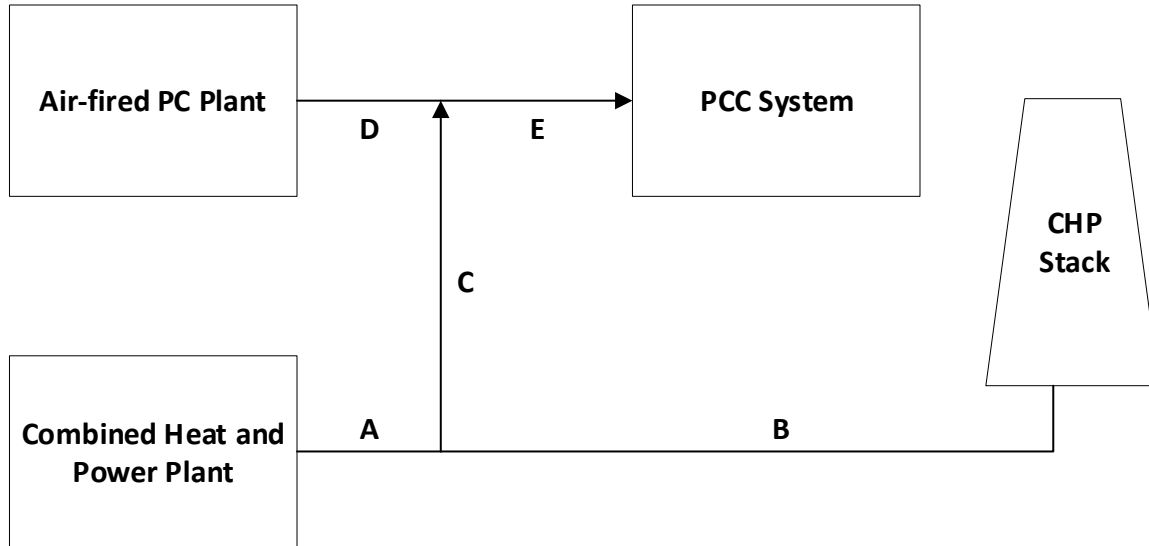 Air-fired PC Plant
PCC System
D
E
CHP
Stack
C
Combined Heat and
Power Plant
A
B